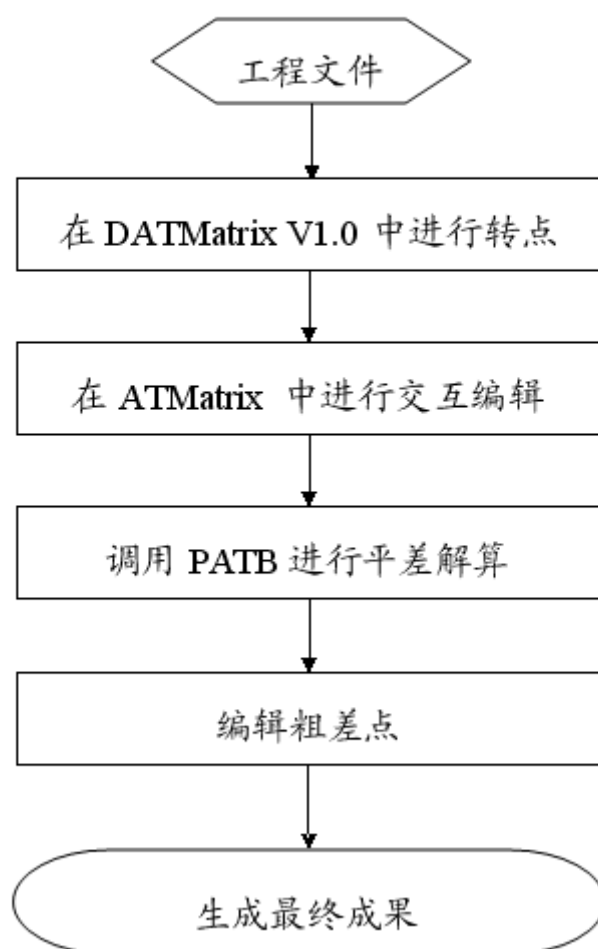 工程文件
在 DATMatrix V1.0 中进行转点
在 ATMatrix 中进行交互编辑
调用 PATB 进行平差解算
编辑粗差点
生成最终成果